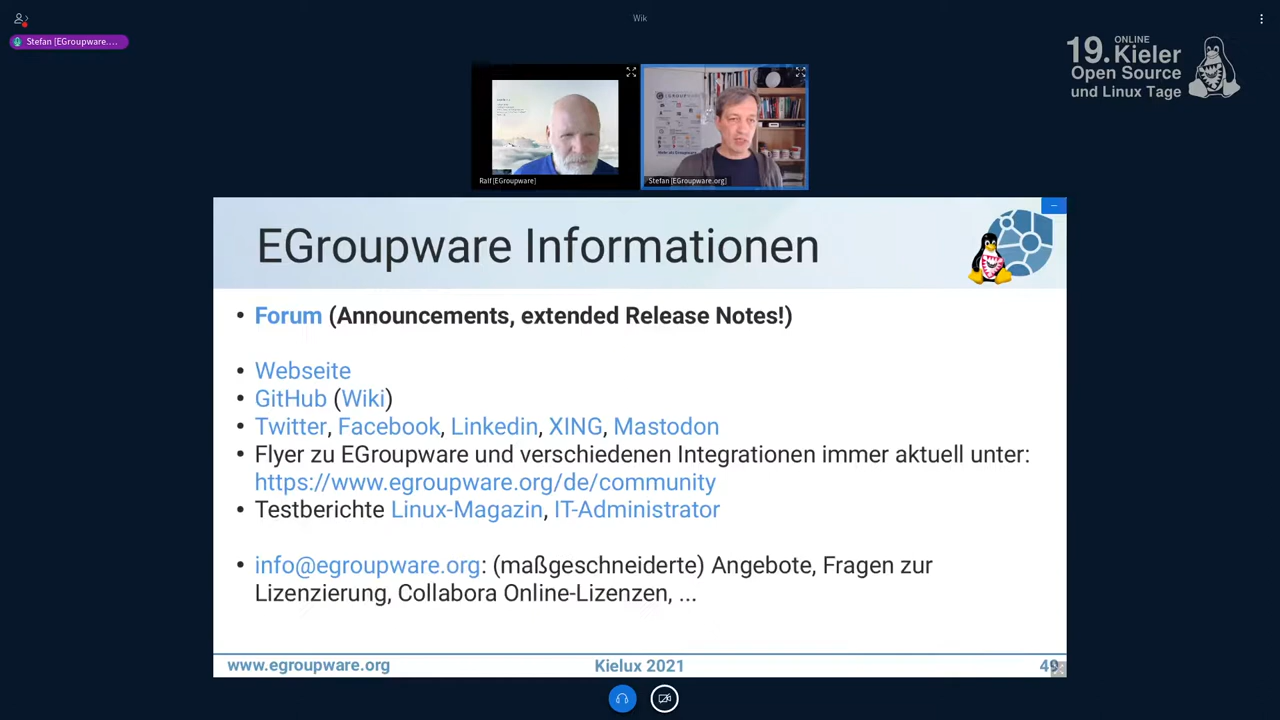 Wik
Stefan [EGroupware....
19. ONLINE Kieler
Open Source
und Linux Tage
Ralf [EGroupware]
Stefan [EGroupware.org]
EGroupware Informationen
• Forum (Announcements, extended Release Notes!)
• Webseite
• GitHub (Wiki)
• Twitter, Facebook, Linkedin, XING, Mastodon
• Flyer zu EGroupware und verschiedenen Integrationen immer aktuell unter:
https://www.egroupware.org/de/community
• Testberichte Linux-Magazin, IT-Administrator
• info@egroupware.org: (maßgeschneiderte) Angebote, Fragen zur
Lizenzierung, Collabora Online-Lizenzen, ...
www.egroupware.org
Kielux 2021
49